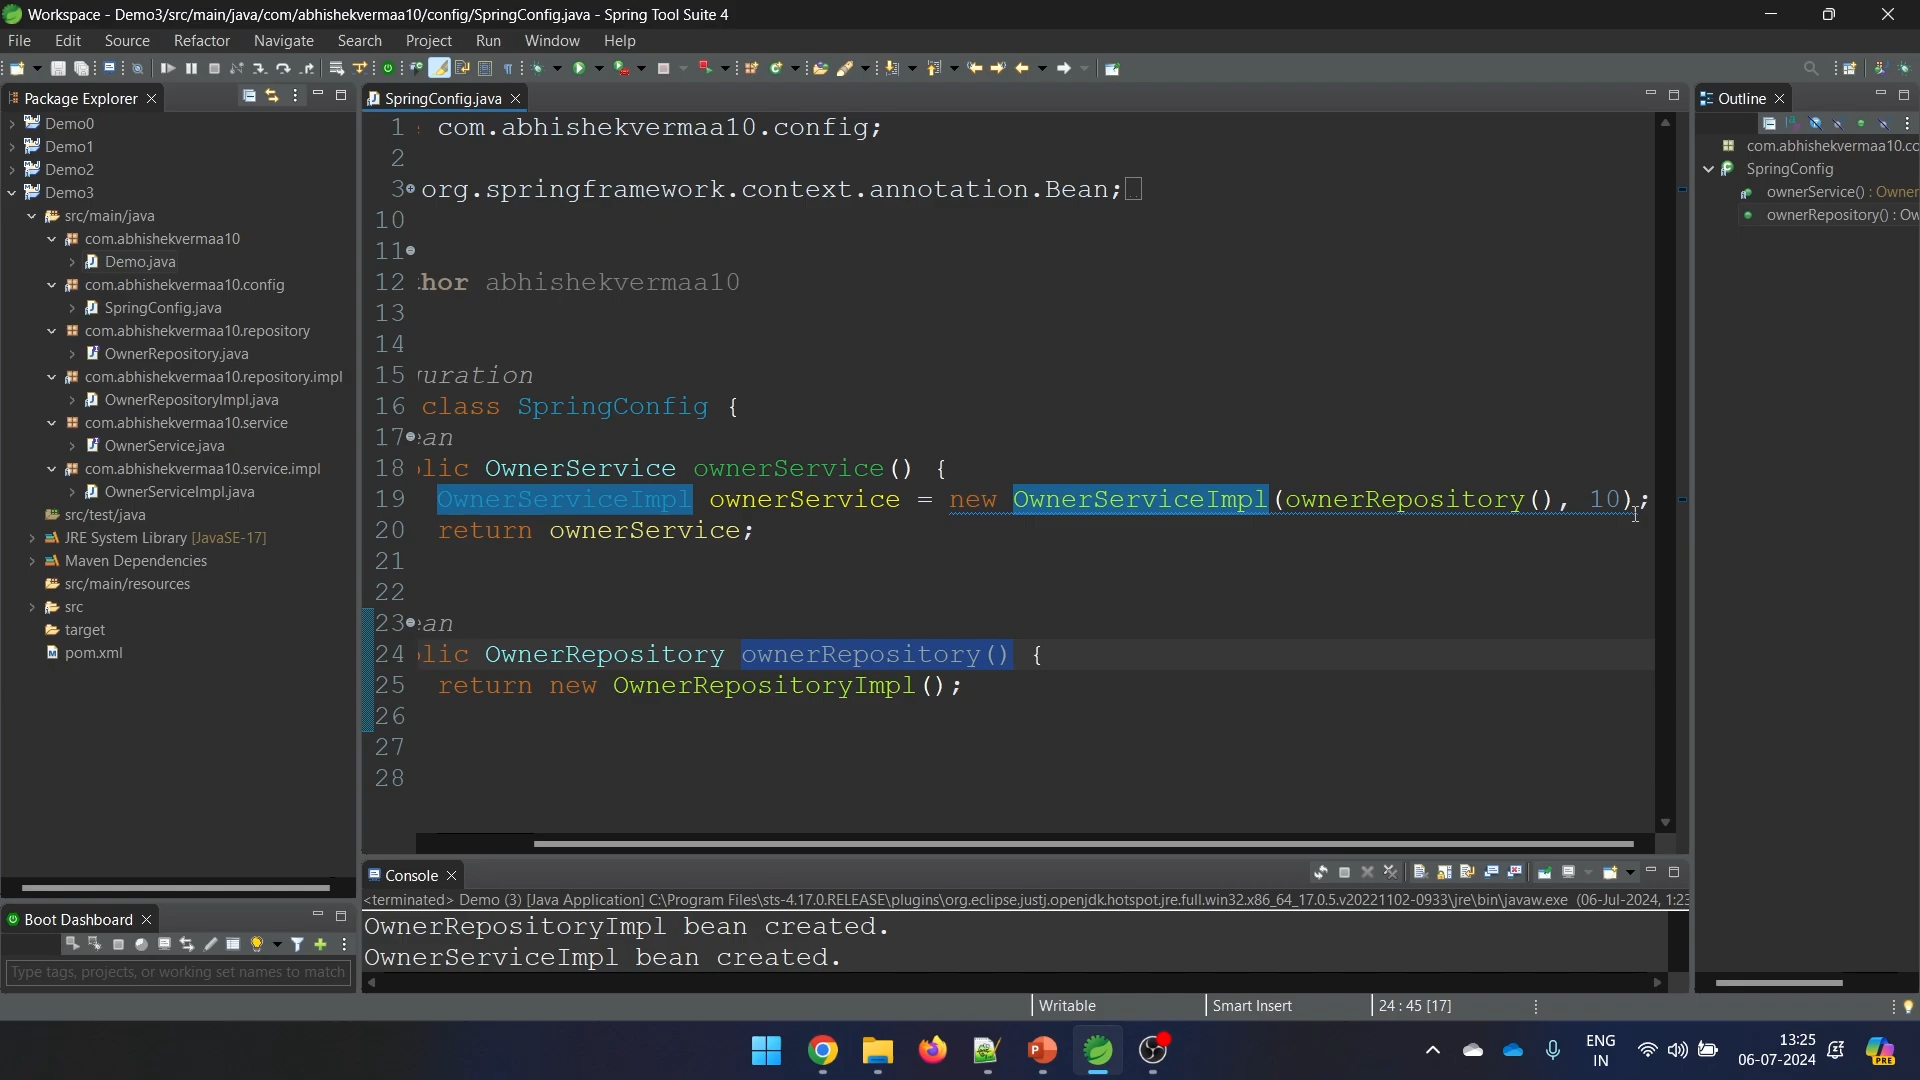 Workspace - Demo3/src/main/java/com/abhishekvermaa10/config/SpringConfig.java - Spring Tool Suite 4
File Edit Source Refactor Navigate Search Project Run Window Help
Package Explorer
Demo0
Demo1
Demo2
Demo3
src/main/java
com.abhishekvermaa10
Demo.java
com.abhishekvermaa10.config
SpringConfig.java
com.abhishekvermaa10.repository
OwnerRepository.java
com.abhishekvermaa10.repository.impl
OwnerRepositoryImpl.java
com.abhishekvermaa10.service
OwnerService.java
com.abhishekvermaa10.service.impl
OwnerServiceImpl.java
src/test/java
JRE System Library [JavaSE-17]
Maven Dependencies
src/main/resources
src
target
pom.xml
Boot Dashboard
Type tags, projects, or working set names to match
SpringConfig.java
1 com.abhishekvermaa10.config;
2
3 org.springframework.context.annotation.Bean;
10
11
12 hor abhishekvermaa10
13
14
15 uration
16 class SpringConfig {
17 an
18 lic OwnerService ownerService() {
19 OwnerServiceImpl ownerService = new OwnerServiceImpl(ownerRepository(), 10);
20 return ownerService;
21
22
23 an
24 lic OwnerRepository ownerRepository() {
25 return new OwnerRepositoryImpl();
26
27
28
Console
<terminated> Demo (3) [Java Application] C:\Program Files\sts-4.17.0.RELEASE\plugins\org.eclipse.justj.openjdk.hotspot.jre.full.win32.x86_64_17.0.5.v20221102-0933\jre\bin\javaw.exe (06-Jul-2024, 1:23
OwnerRepositoryImpl bean created.
OwnerServiceImpl bean created.
Outline
com.abhishekvermaa10.co
SpringConfig
ownerService() : Owner
ownerRepository() : Ow
Writable Smart Insert 24 : 45 [17]
ENG
IN
13:25
06-07-2024
PRE